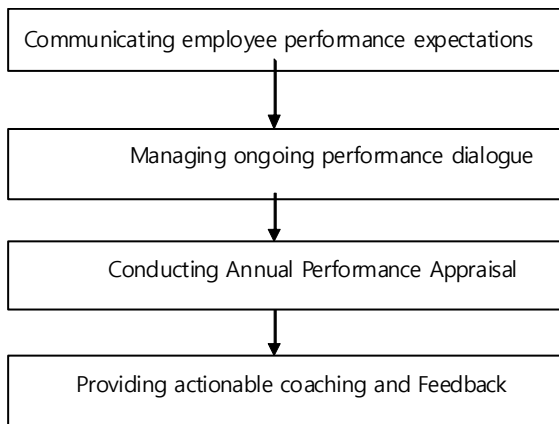 Communicating employee performance expectations
Managing ongoing performance dialogue
Conducting Annual Performance Appraisal
Providing actionable coaching and Feedback